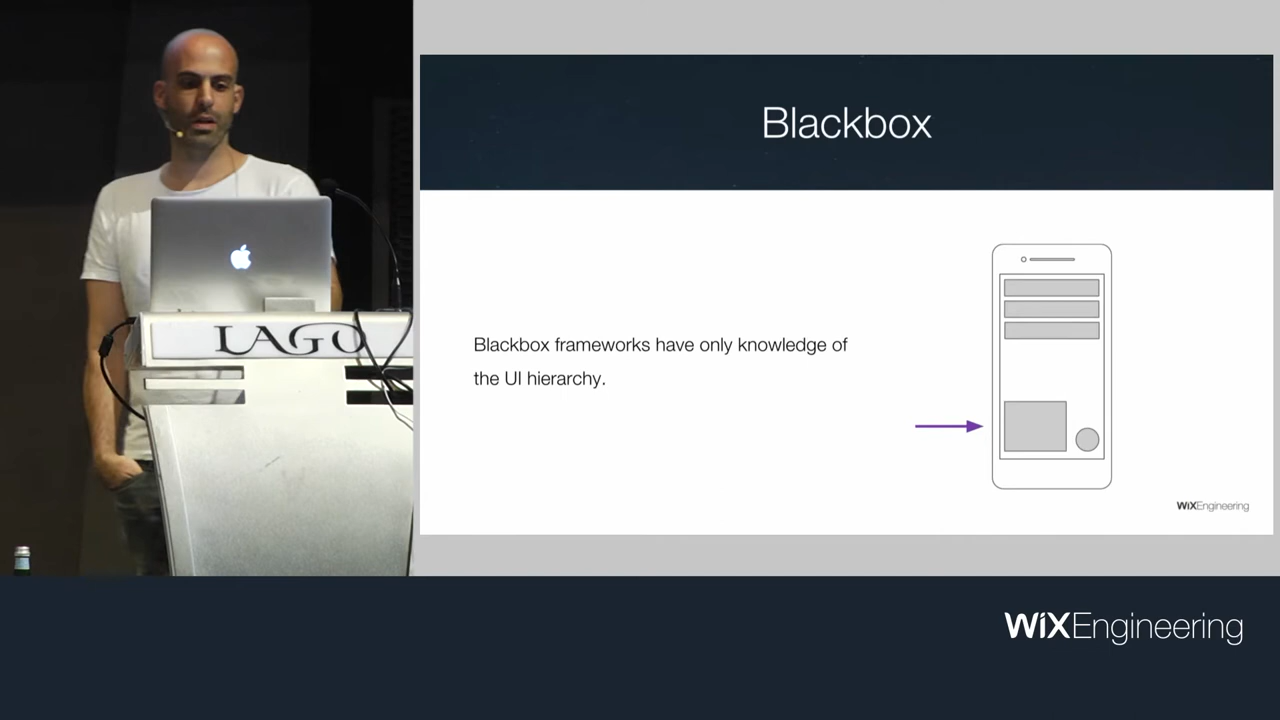 Blackbox
Blackbox frameworks have only knowledge of
the UI hierarchy.
WiXEngineering
LAGO
WiXEngineering